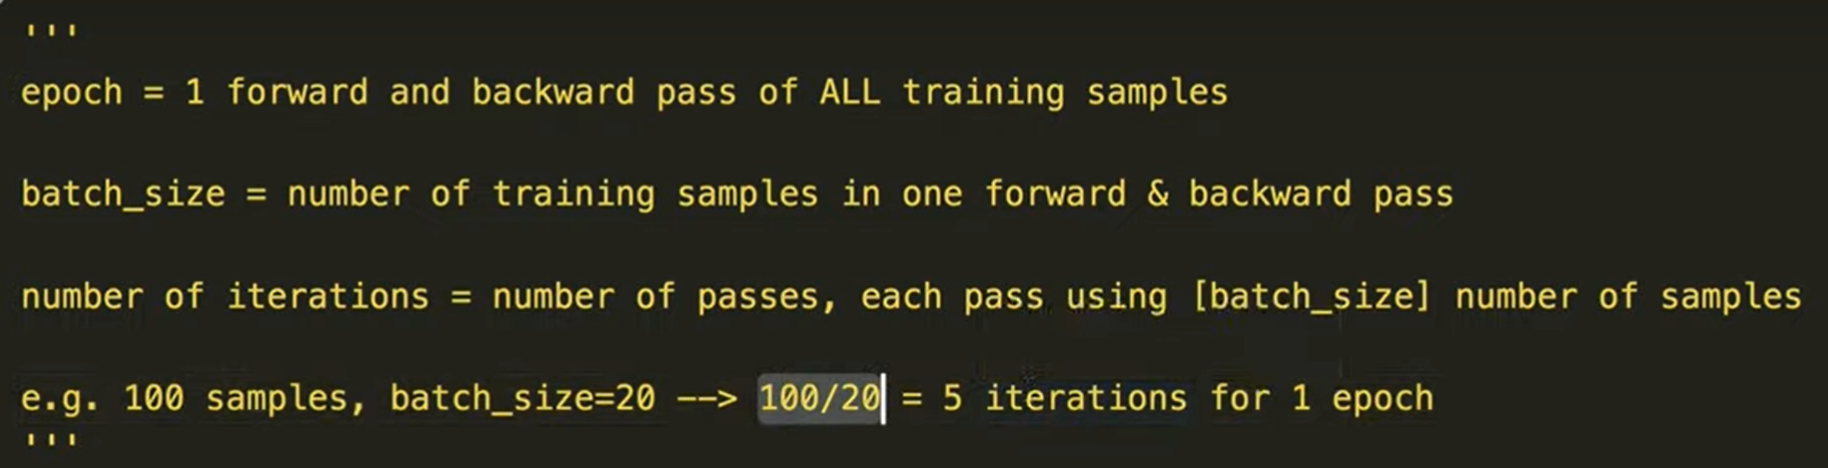 '''
epoch = 1 forward and backward pass of ALL training samples
batch_size = number of training samples in one forward & backward pass
number of iterations = number of passes, each pass using [batch_size] number of samples
e.g. 100 samples, batch_size=20 --> 100/20 = 5 iterations for 1 epoch
'''